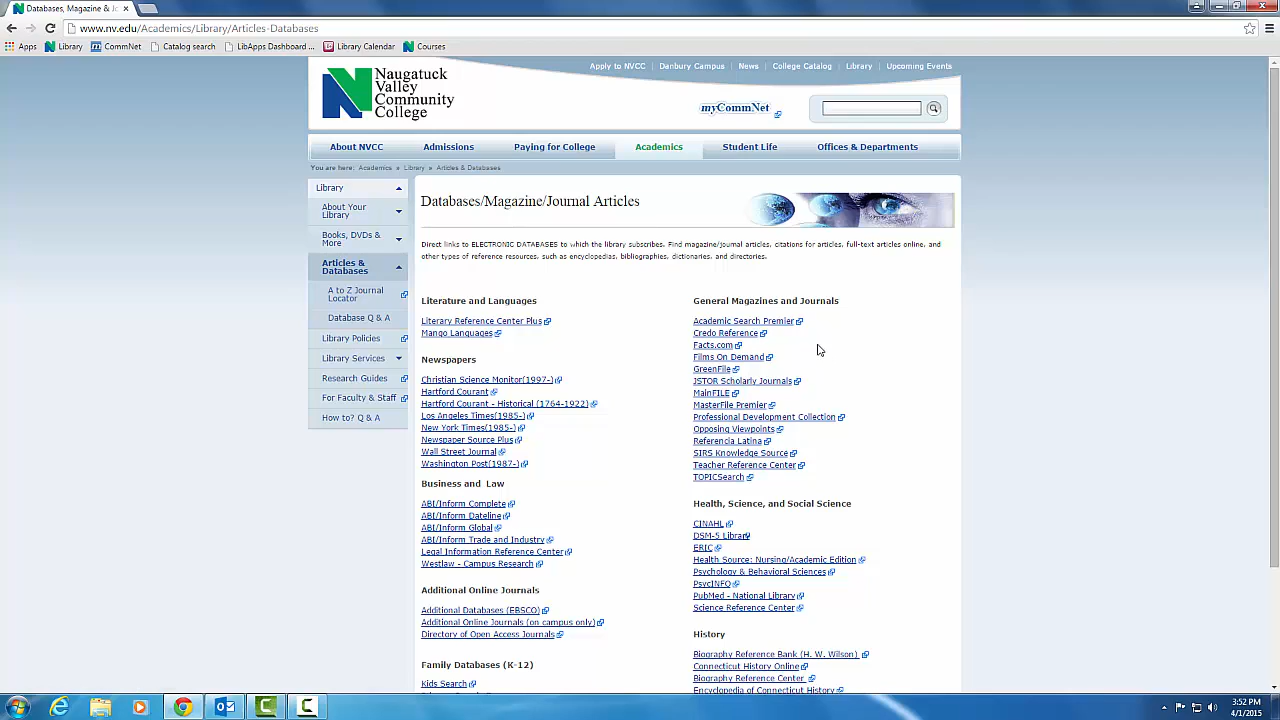 Databases, Magazine & Jo
www.nv.edu/Academics/Library/Articles-Databases
Apps Library CommNet Catalog search LibApps Dashboard ... Library Calendar Courses
Apply to NVCC Danbury Campus News College Catalog Library Upcoming Events
Naugatuck
Valley
Community
College
myCommNet
About NVCC Admissions Paying for College Academics Student Life Offices & Departments
You are here: Academics » Library » Articles & Databases
Library
About Your
Library
Books, DVDs &
More
Articles &
Databases
A to Z Journal
Locator
Database Q & A
Library Policies
Library Services
Research Guides
For Faculty & Staff
How to? Q & A
Databases/Magazine/Journal Articles
Direct links to ELECTRONIC DATABASES to which the library subscribes. Find magazine/journal articles, citations for articles, full-text articles online, and
other types of reference resources, such as encyclopedias, bibliographies, dictionaries, and directories.
Literature and Languages
Literary Reference Center Plus
Mango Languages
Newspapers
Christian Science Monitor(1997-)
Hartford Courant
Hartford Courant - Historical (1764-1922)
Los Angeles Times(1985-)
New York Times(1985-)
Newspaper Source Plus
Wall Street Journal
Washington Post(1987-)
Business and Law
ABI/Inform Complete
ABI/Inform Dateline
ABI/Inform Global
ABI/Inform Trade and Industry
Legal Information Reference Center
Westlaw - Campus Research
Additional Online Journals
Additional Databases (EBSCO)
Additional Online Journals (on campus only)
Directory of Open Access Journals
Family Databases (K-12)
Kids Search
General Magazines and Journals
Academic Search Premier
Credo Reference
Facts.com
Films On Demand
GreenFile
JSTOR Scholarly Journals
MainFILE
MasterFile Premier
Professional Development Collection
Opposing Viewpoints
Referencia Latina
SIRS Knowledge Source
Teacher Reference Center
TOPICSearch
Health, Science, and Social Science
CINAHL
DSM-5 Library
ERIC
Health Source: Nursing/Academic Edition
Psychology & Behavioral Sciences
PsycINFO
PubMed - National Library
Science Reference Center
History
Biography Reference Bank (H. W. Wilson)
Connecticut History Online
Biography Reference Center
Encyclopedia of Connecticut History
3:52 PM
4/1/2015